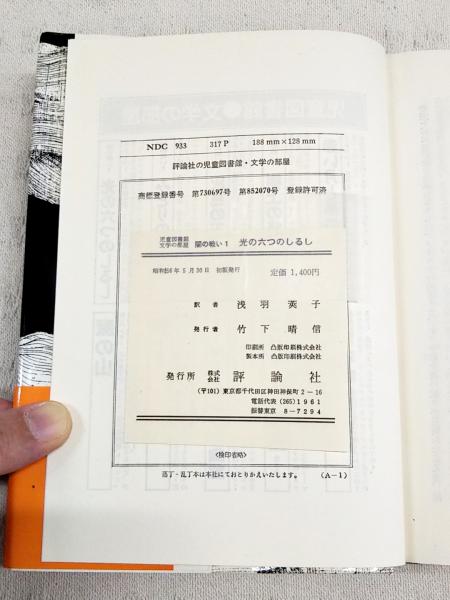 NDC 933 317P 188mm×128mm
評論社の児童図書館・文学の部屋
商標登録番号 第730697号 第852070号 登録許可済
児童図書館
文学の部屋 闇の戦い1 光の六つのしるし
昭和56年5月30日 初版発行 定価 1,400円
訳者 浅羽莢子
発行者 竹下晴信
印刷所 凸版印刷株式会社
製本所 凸版印刷株式会社
発行所 株式会社 評論社
(〒101) 東京都千代田区神田神保町2-16
電話代表 (265) 1961
振替東京 8-7294
〈検印省略〉
落丁・乱丁本は本社にておとりかえいたします。 (A-1)